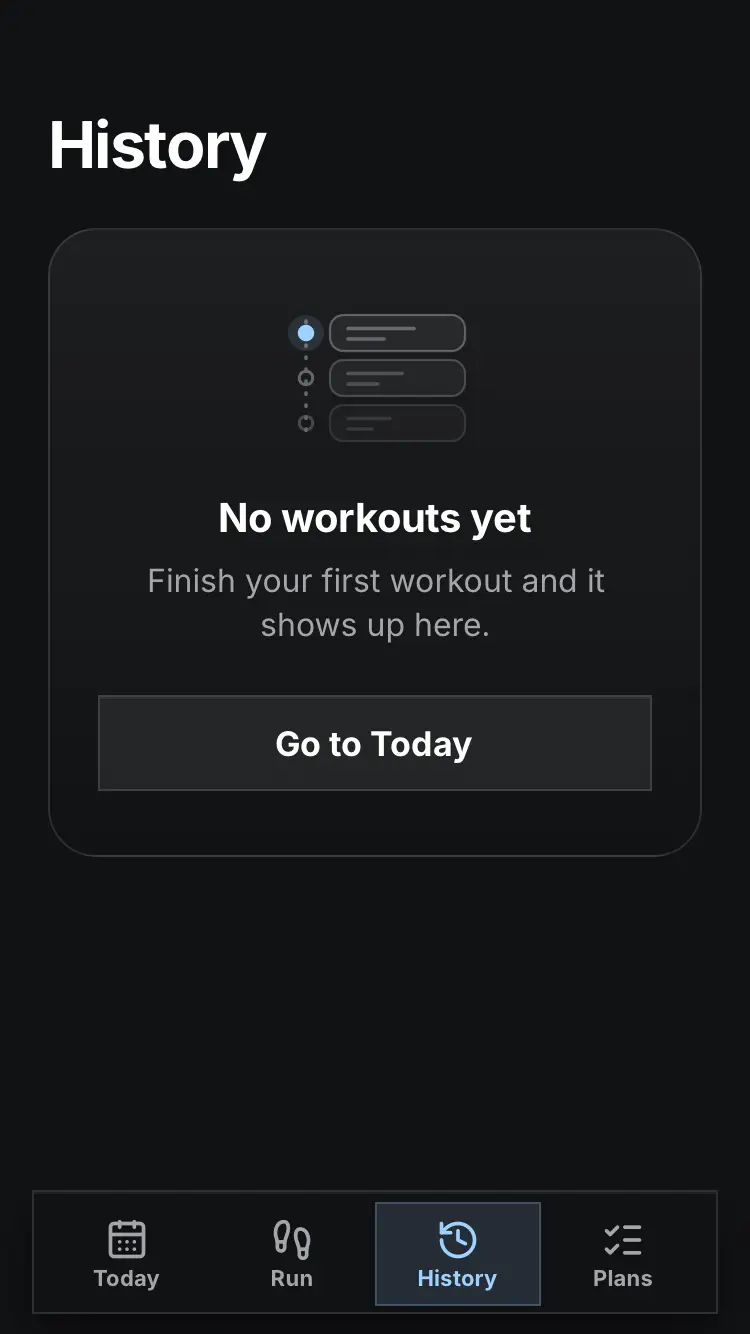 History
No workouts yet
Finish your first workout and it
shows up here.
Go to Today
Today
Run
History
Plans